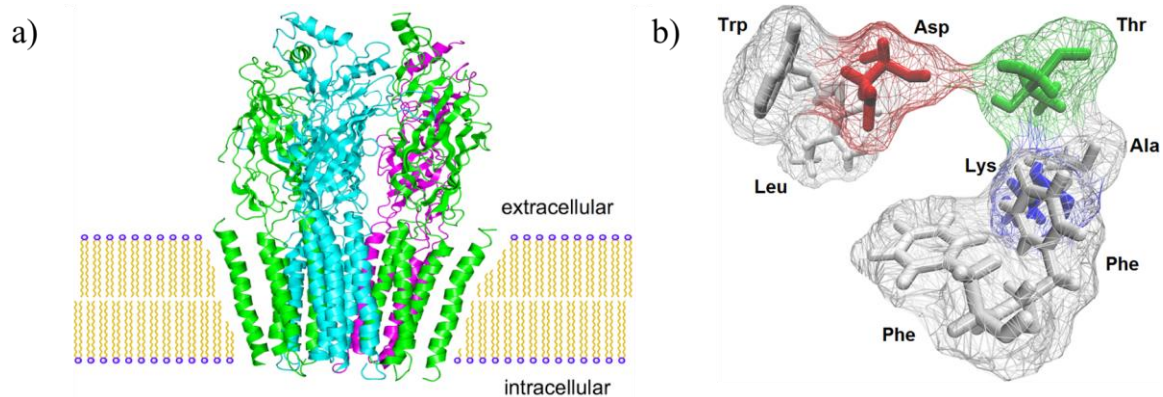 a)
extracellular
intracellular
b)
Trp
Asp
Thr
Leu
Lys
Ala
Phe
Phe